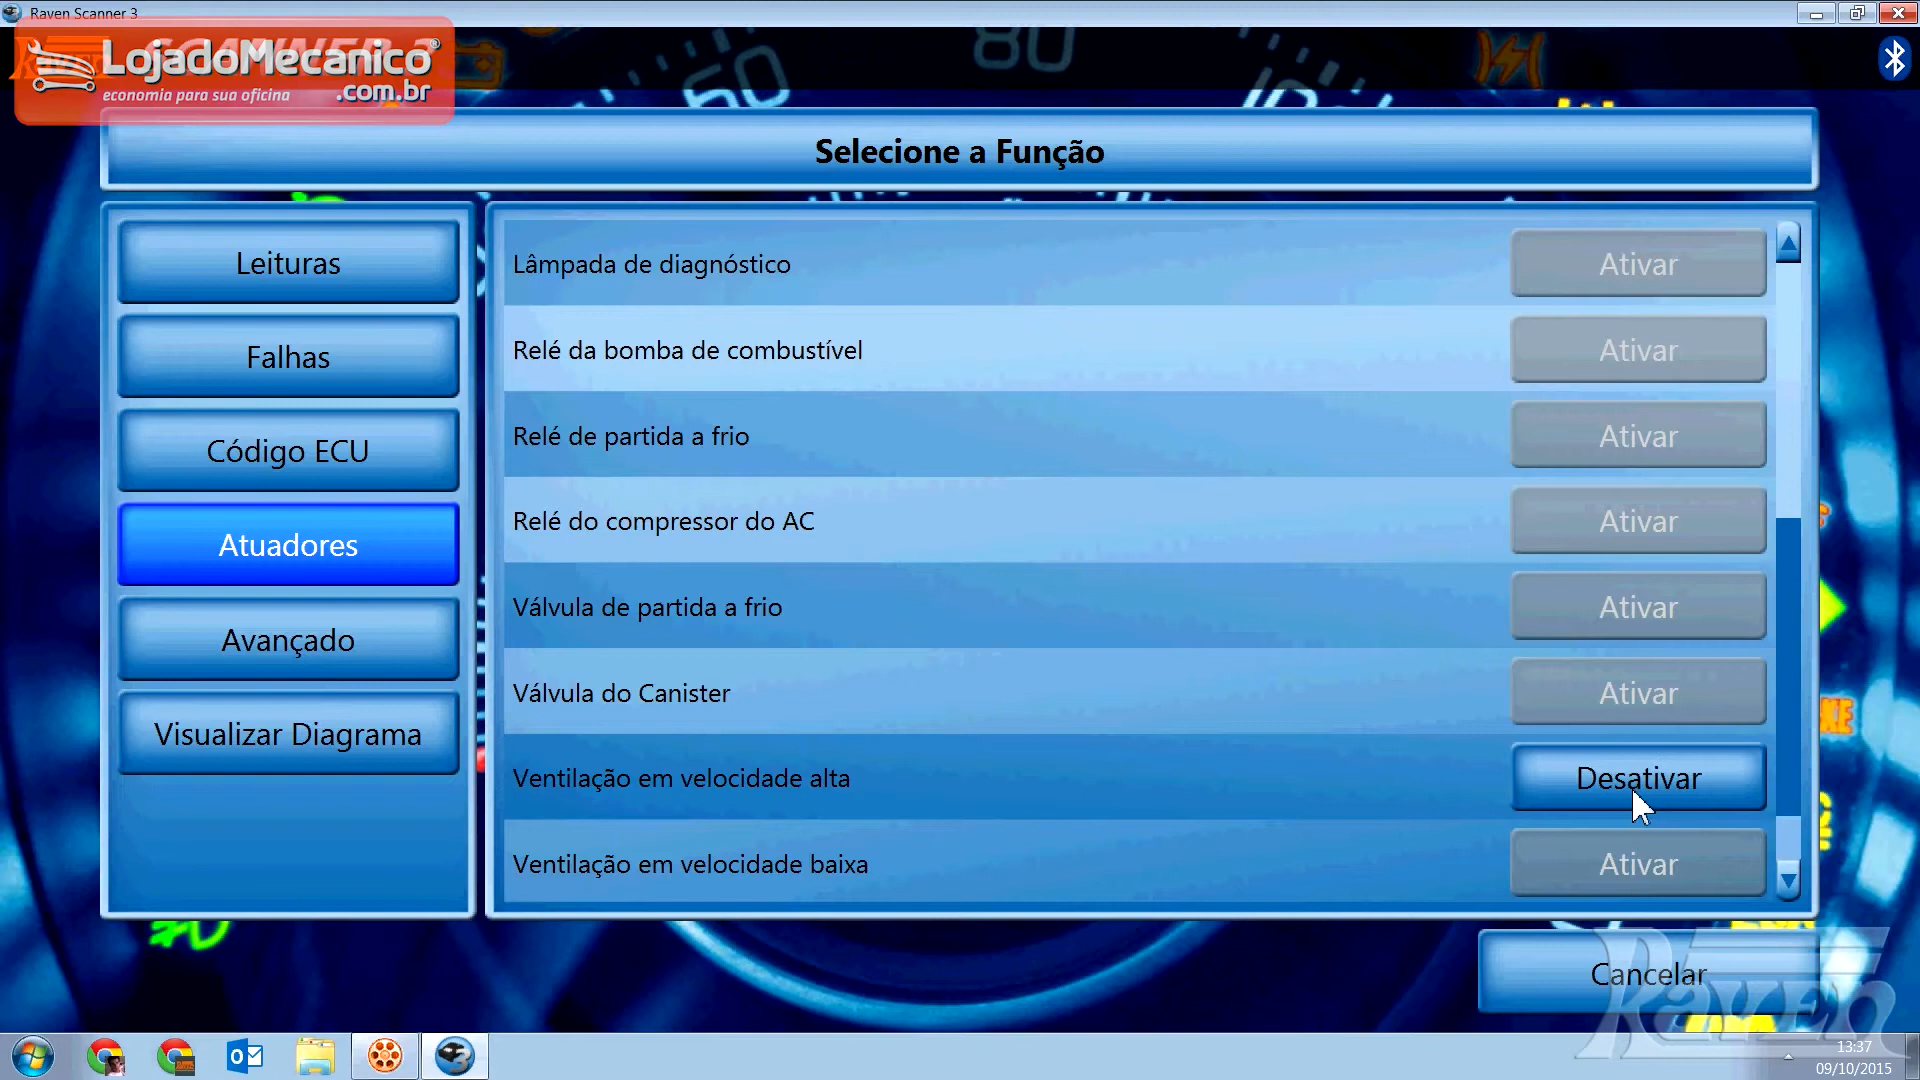 Raven Scanner 3
LojadoMecanico®
economia para sua oficina
.com.br
60
80
Selecione a Função
Leituras
Falhas
Código ECU
Atuadores
Avançado
Visualizar Diagrama
Lâmpada de diagnóstico
Ativar
Relé da bomba de combustível
Ativar
Relé de partida a frio
Ativar
Relé do compressor do AC
Ativar
Válvula de partida a frio
Ativar
Válvula do Canister
Ativar
Ventilação em velocidade alta
Desativar
Ventilação em velocidade baixa
Ativar
Cancelar
Raven
13:37
09/10/2015